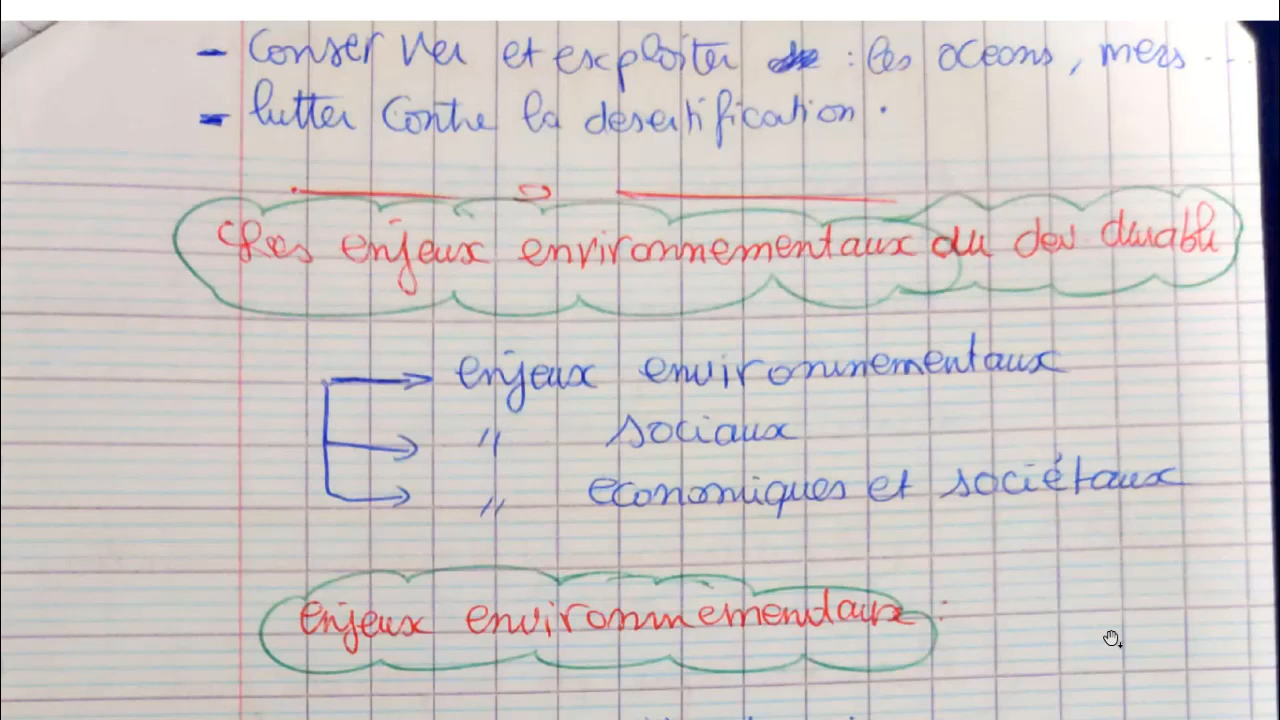 - Conserver et exploiter : les oceans, mers ...
- lutter contre la desertification.
Les enjeux environnementaux du dev durable
enjeux environnementaux
" sociaux
" economiques et sociétaux
enjeux environnementaux :